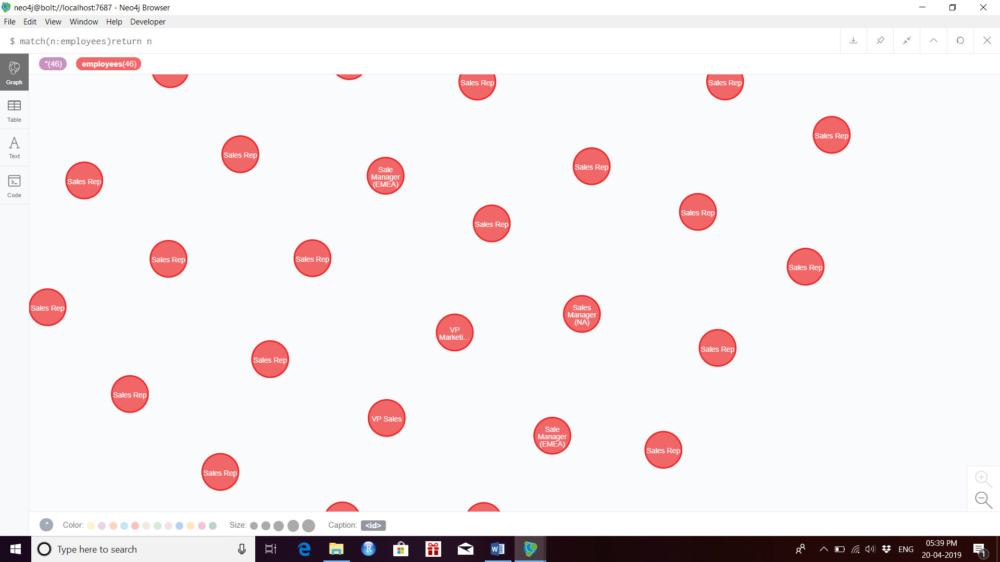 neo4j@bolt://localhost:7687 - Neo4j Browser
File Edit View Window Help Developer
$ match(n:employees)return n
*(46) employees(46)
Graph
Table
Text
Code
Sales Rep
Sales Rep
Sales Rep
Sales Rep
Sales Rep
Sale
Manager
(EMEA)
Sales Rep
Sales Rep
Sales Rep
Sales Rep
Sales Rep
Sales Rep
Sales Rep
Sales Rep
Sales
Manager
(NA)
VP
Marketi...
Sales Rep
Sales Rep
Sales Rep
VP Sales
Sale
Manager
(EMEA)
Sales Rep
Sales Rep
* Color: Size: Caption: <id>
Type here to search
R
W
ENG
05:39 PM
20-04-2019
1